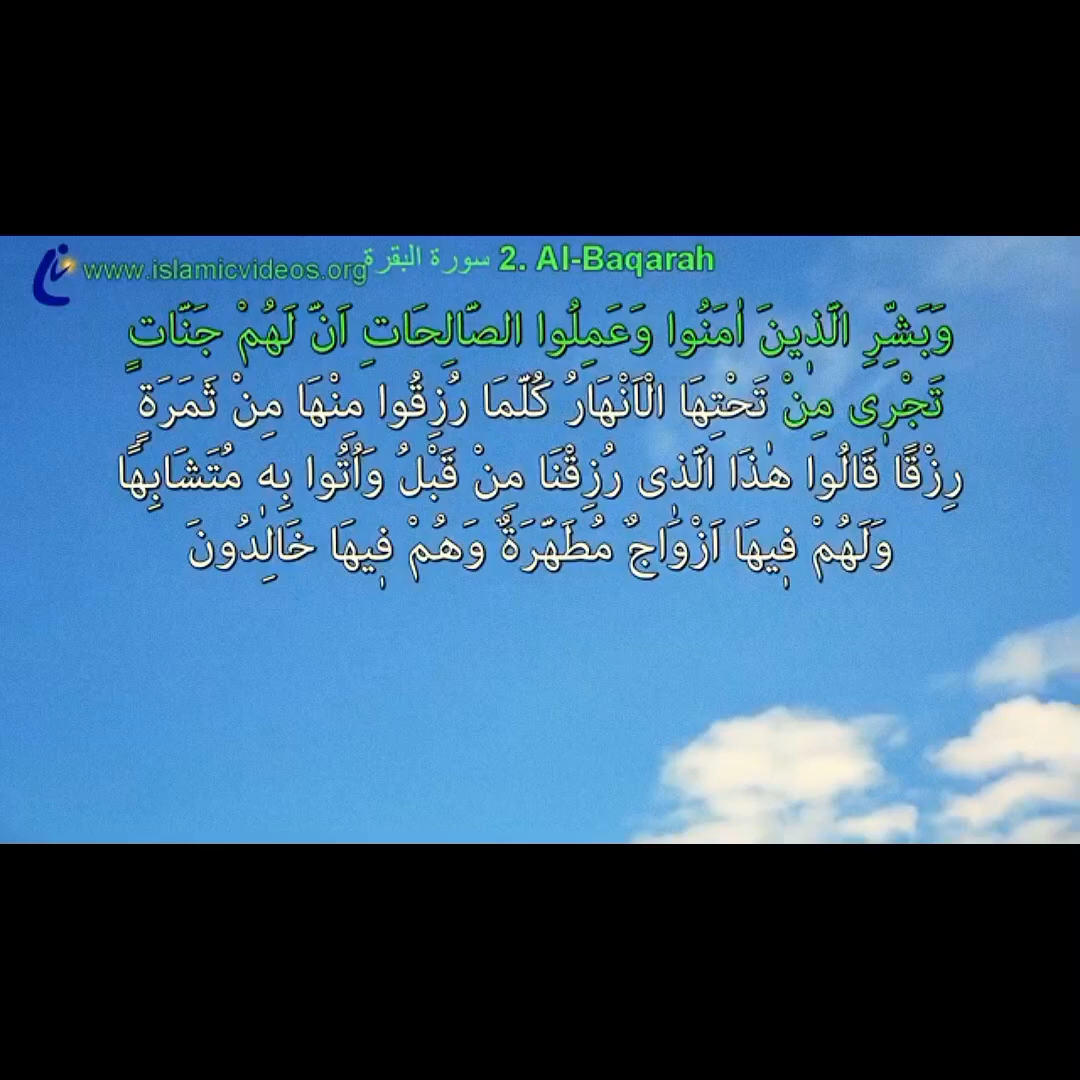 www.islamicvideos.org سورة البقرة 2. Al-Baqarah
وَبَشِّرِ الَّذٖينَ اٰمَنُوا وَعَمِلُوا الصَّالِحَاتِ اَنَّ لَهُمْ جَنَّاتٍ
تَجْرٖى مِنْ تَحْتِهَا الْاَنْهَارُ كُلَّمَا رُزِقُوا مِنْهَا مِنْ ثَمَرَةٍ
رِزْقًا قَالُوا هٰذَا الَّذٖى رُزِقْنَا مِنْ قَبْلُ وَاُتُوا بِهٖ مُتَشَابِهًا
وَلَهُمْ فٖيهَا اَزْوَاجٌ مُطَهَّرَةٌ وَهُمْ فٖيهَا خَالِدُونَ